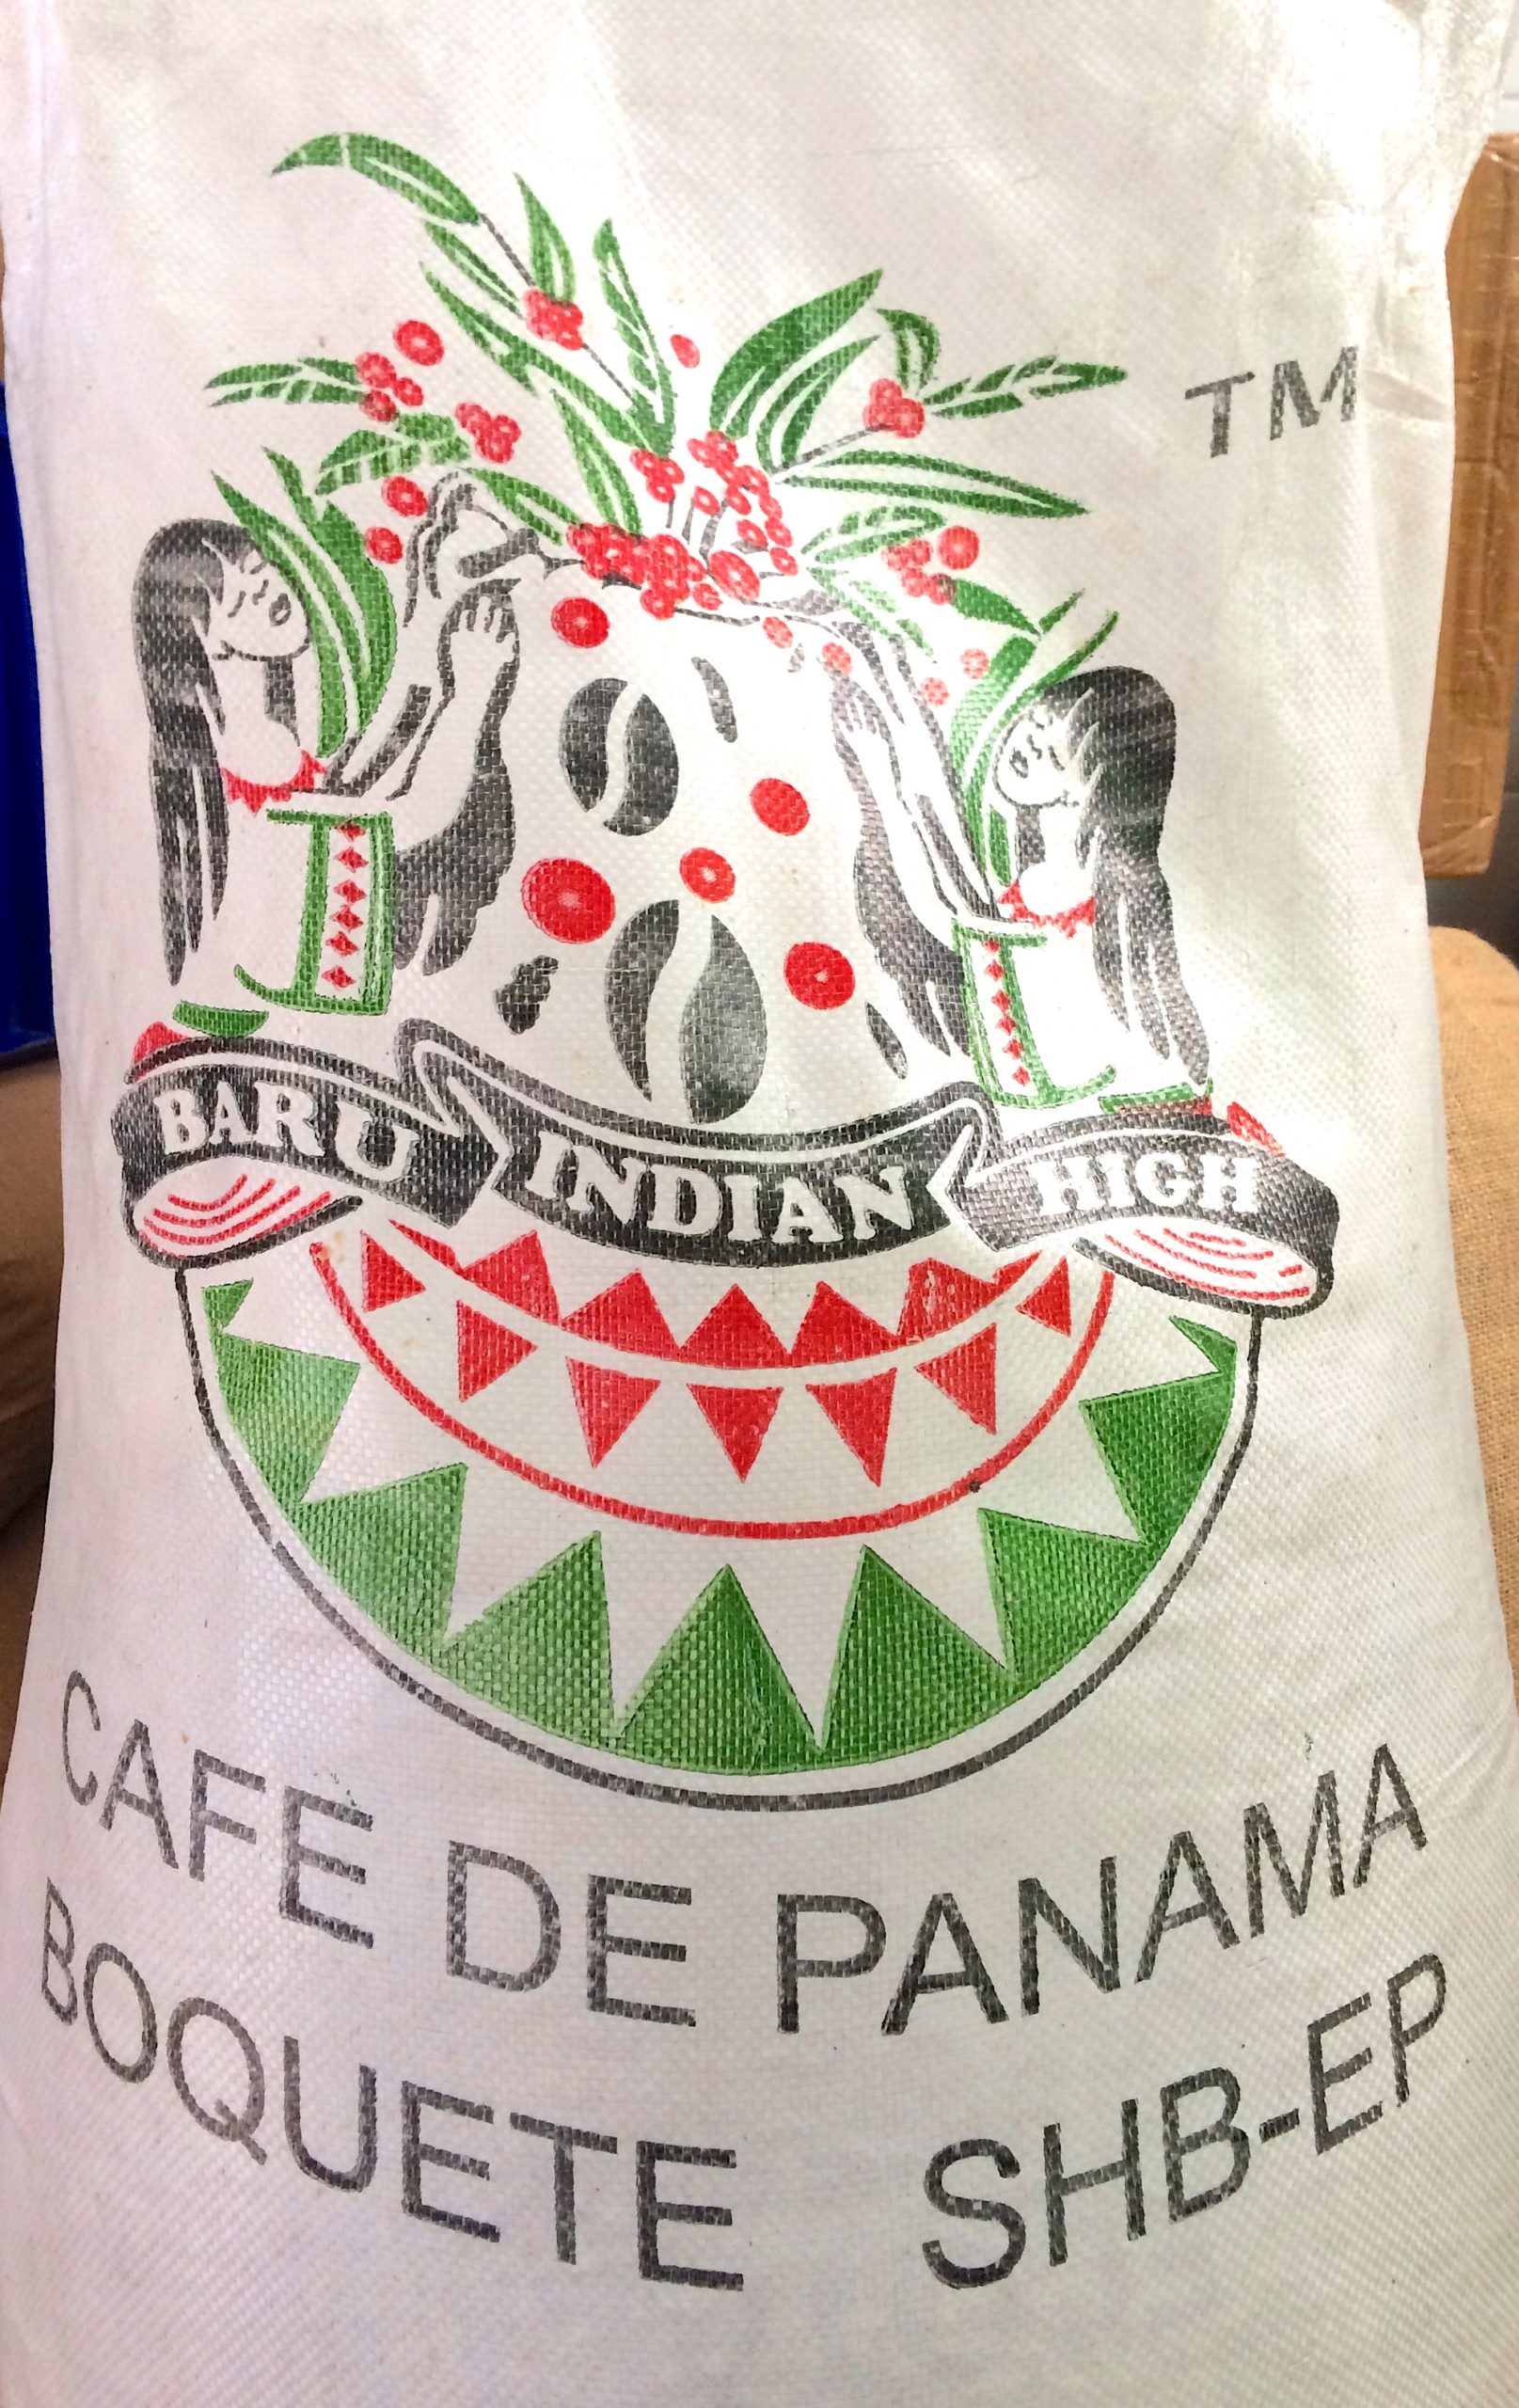 TM
BARU INDIAN HIGH
CAFE DE PANAMA
BOQUETE SHB-EP